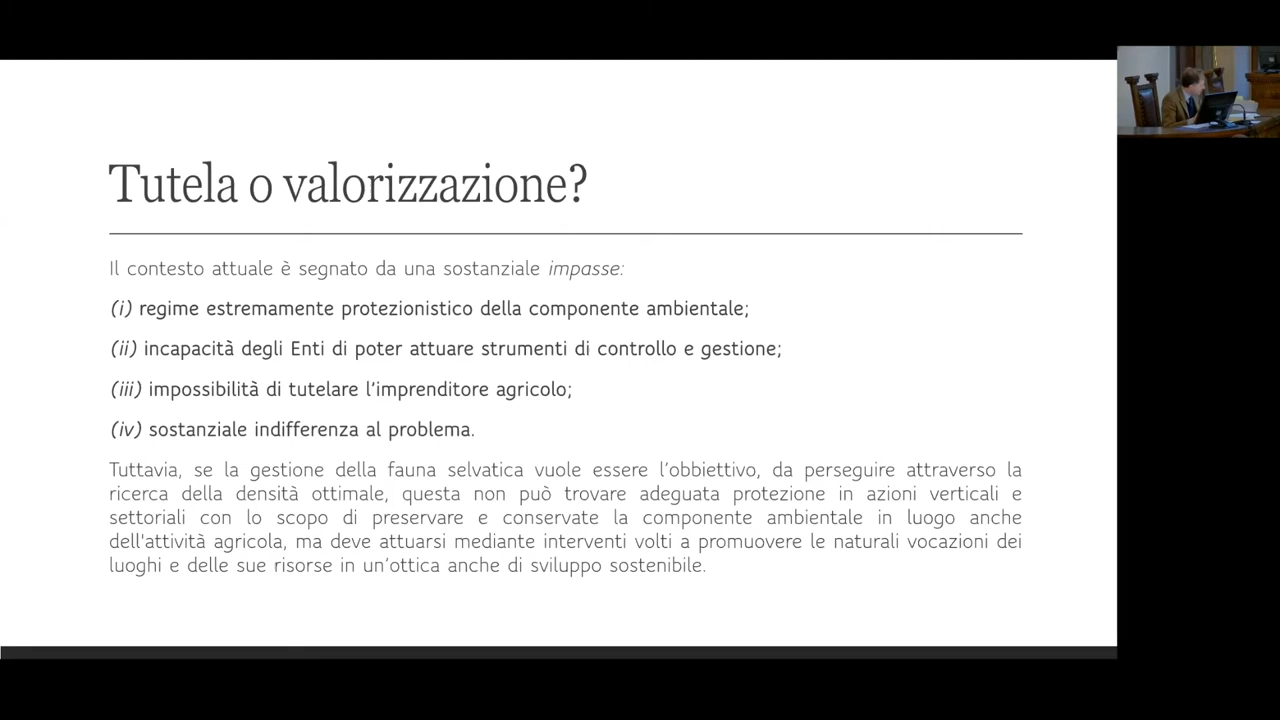 Tutela o valorizzazione?
Il contesto attuale è segnato da una sostanziale impasse:
(i) regime estremamente protezionistico della componente ambientale;
(ii) incapacità degli Enti di poter attuare strumenti di controllo e gestione;
(iii) impossibilità di tutelare l’imprenditore agricolo;
(iv) sostanziale indifferenza al problema.
Tuttavia, se la gestione della fauna selvatica vuole essere l’obbiettivo, da perseguire attraverso la
ricerca della densità ottimale, questa non può trovare adeguata protezione in azioni verticali e
settoriali con lo scopo di preservare e conservate la componente ambientale in luogo anche
dell'attività agricola, ma deve attuarsi mediante interventi volti a promuovere le naturali vocazioni dei
luoghi e delle sue risorse in un’ottica anche di sviluppo sostenibile.